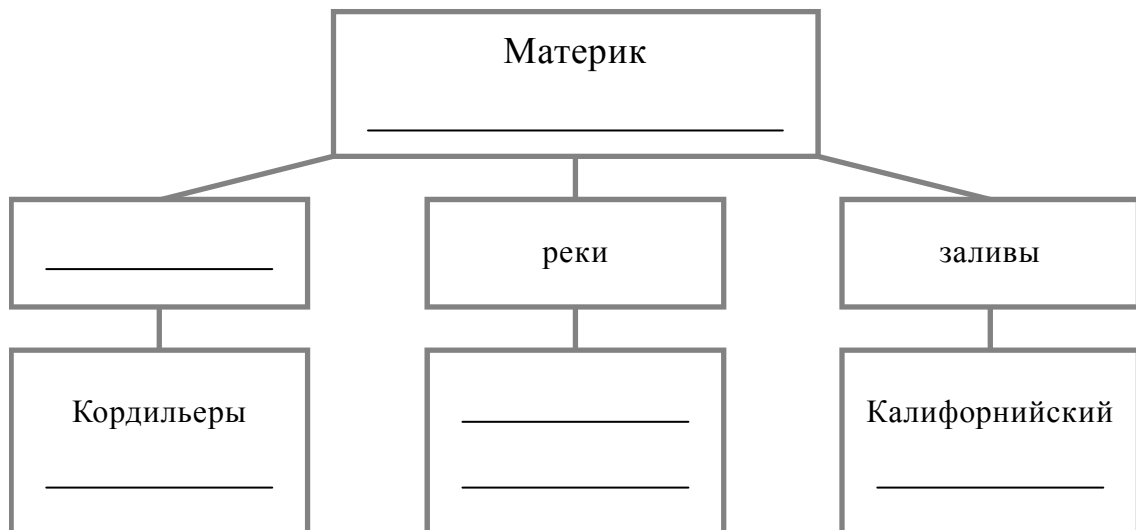 Материк
реки
заливы
Кордильеры
Калифорнийский